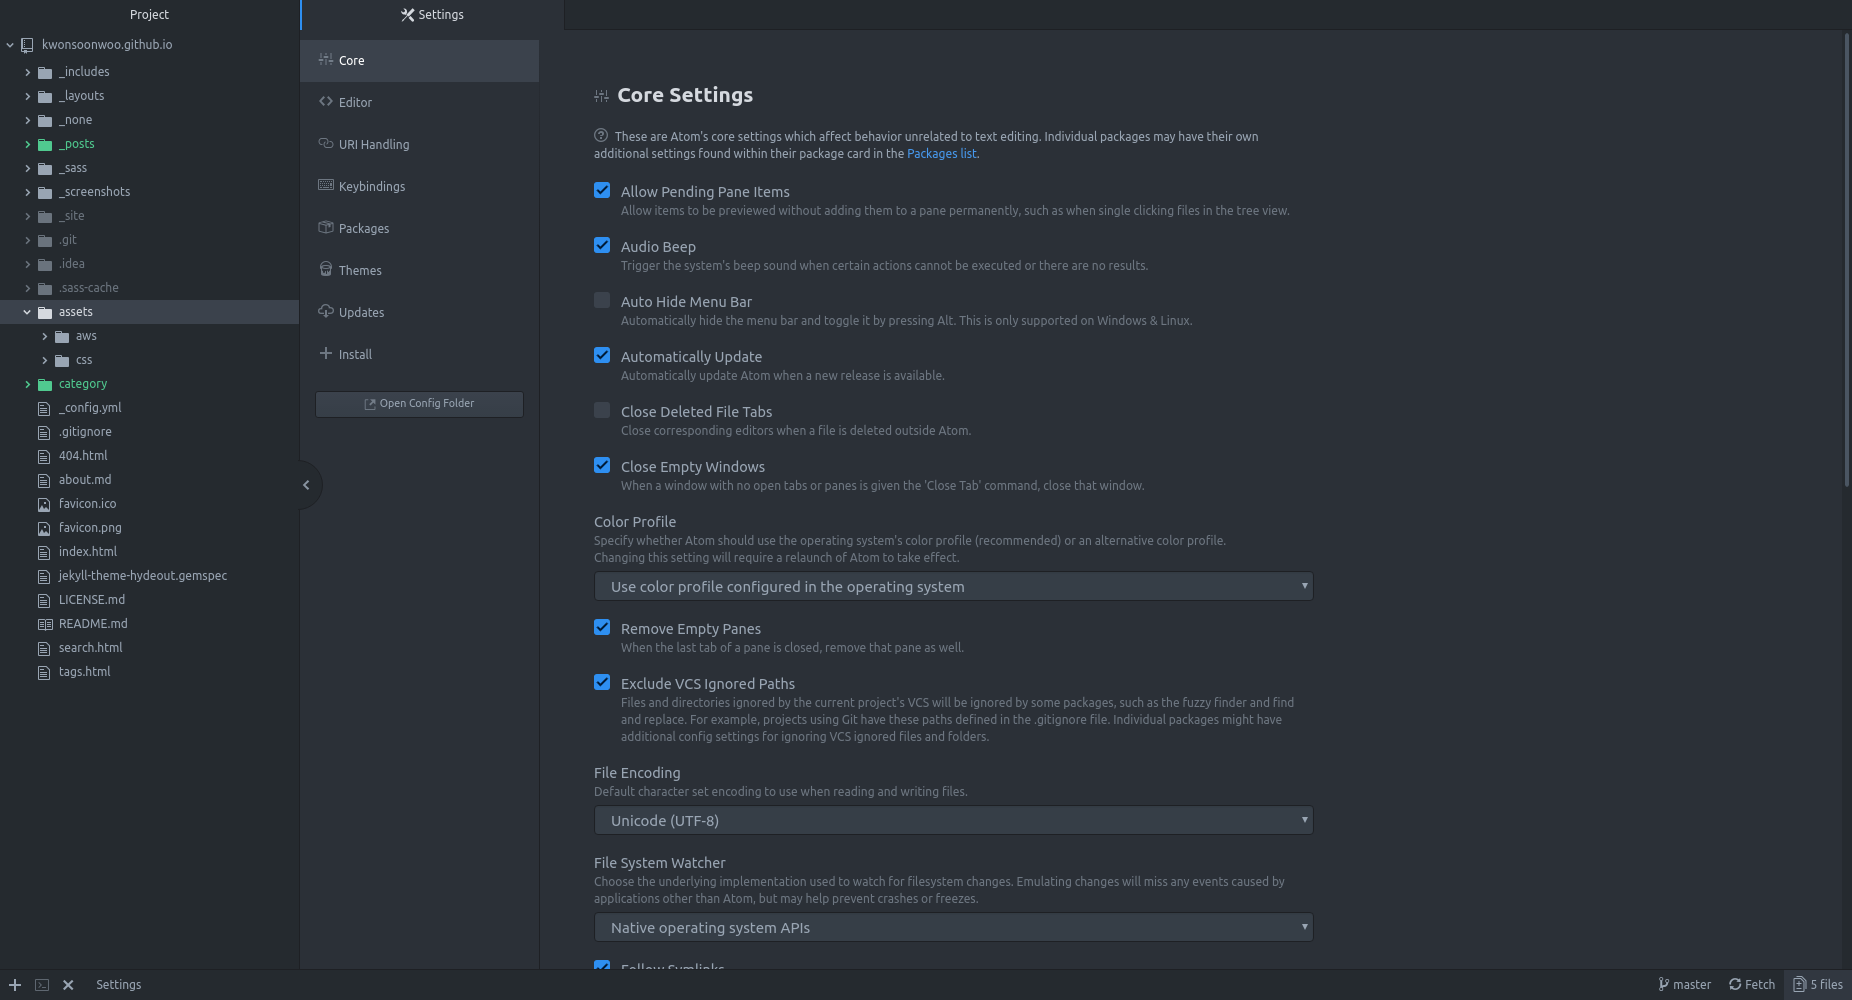 Project
Settings
kwonsoonwoo.github.io
_includes
_layouts
_none
_posts
_sass
_screenshots
_site
.git
.idea
.sass-cache
assets
aws
css
category
_config.yml
.gitignore
404.html
about.md
favicon.ico
favicon.png
index.html
jekyll-theme-hydeout.gemspec
LICENSE.md
README.md
search.html
tags.html
Core
Editor
URI Handling
Keybindings
Packages
Themes
Updates
Install
Open Config Folder
Core Settings
These are Atom's core settings which affect behavior unrelated to text editing. Individual packages may have their own
additional settings found within their package card in the Packages list.
Allow Pending Pane Items
Allow items to be previewed without adding them to a pane permanently, such as when single clicking files in the tree view.
Audio Beep
Trigger the system's beep sound when certain actions cannot be executed or there are no results.
Auto Hide Menu Bar
Automatically hide the menu bar and toggle it by pressing Alt. This is only supported on Windows & Linux.
Automatically Update
Automatically update Atom when a new release is available.
Close Deleted File Tabs
Close corresponding editors when a file is deleted outside Atom.
Close Empty Windows
When a window with no open tabs or panes is given the 'Close Tab' command, close that window.
Color Profile
Specify whether Atom should use the operating system's color profile (recommended) or an alternative color profile.
Changing this setting will require a relaunch of Atom to take effect.
Use color profile configured in the operating system
Remove Empty Panes
When the last tab of a pane is closed, remove that pane as well.
Exclude VCS Ignored Paths
Files and directories ignored by the current project's VCS will be ignored by some packages, such as the fuzzy finder and find
and replace. For example, projects using Git have these paths defined in the .gitignore file. Individual packages might have
additional config settings for ignoring VCS ignored files and folders.
File Encoding
Default character set encoding to use when reading and writing files.
Unicode (UTF-8)
File System Watcher
Choose the underlying implementation used to watch for filesystem changes. Emulating changes will miss any events caused by
applications other than Atom, but may help prevent crashes or freezes.
Native operating system APIs
Follow Symlinks
Settings
master
Fetch
5 files